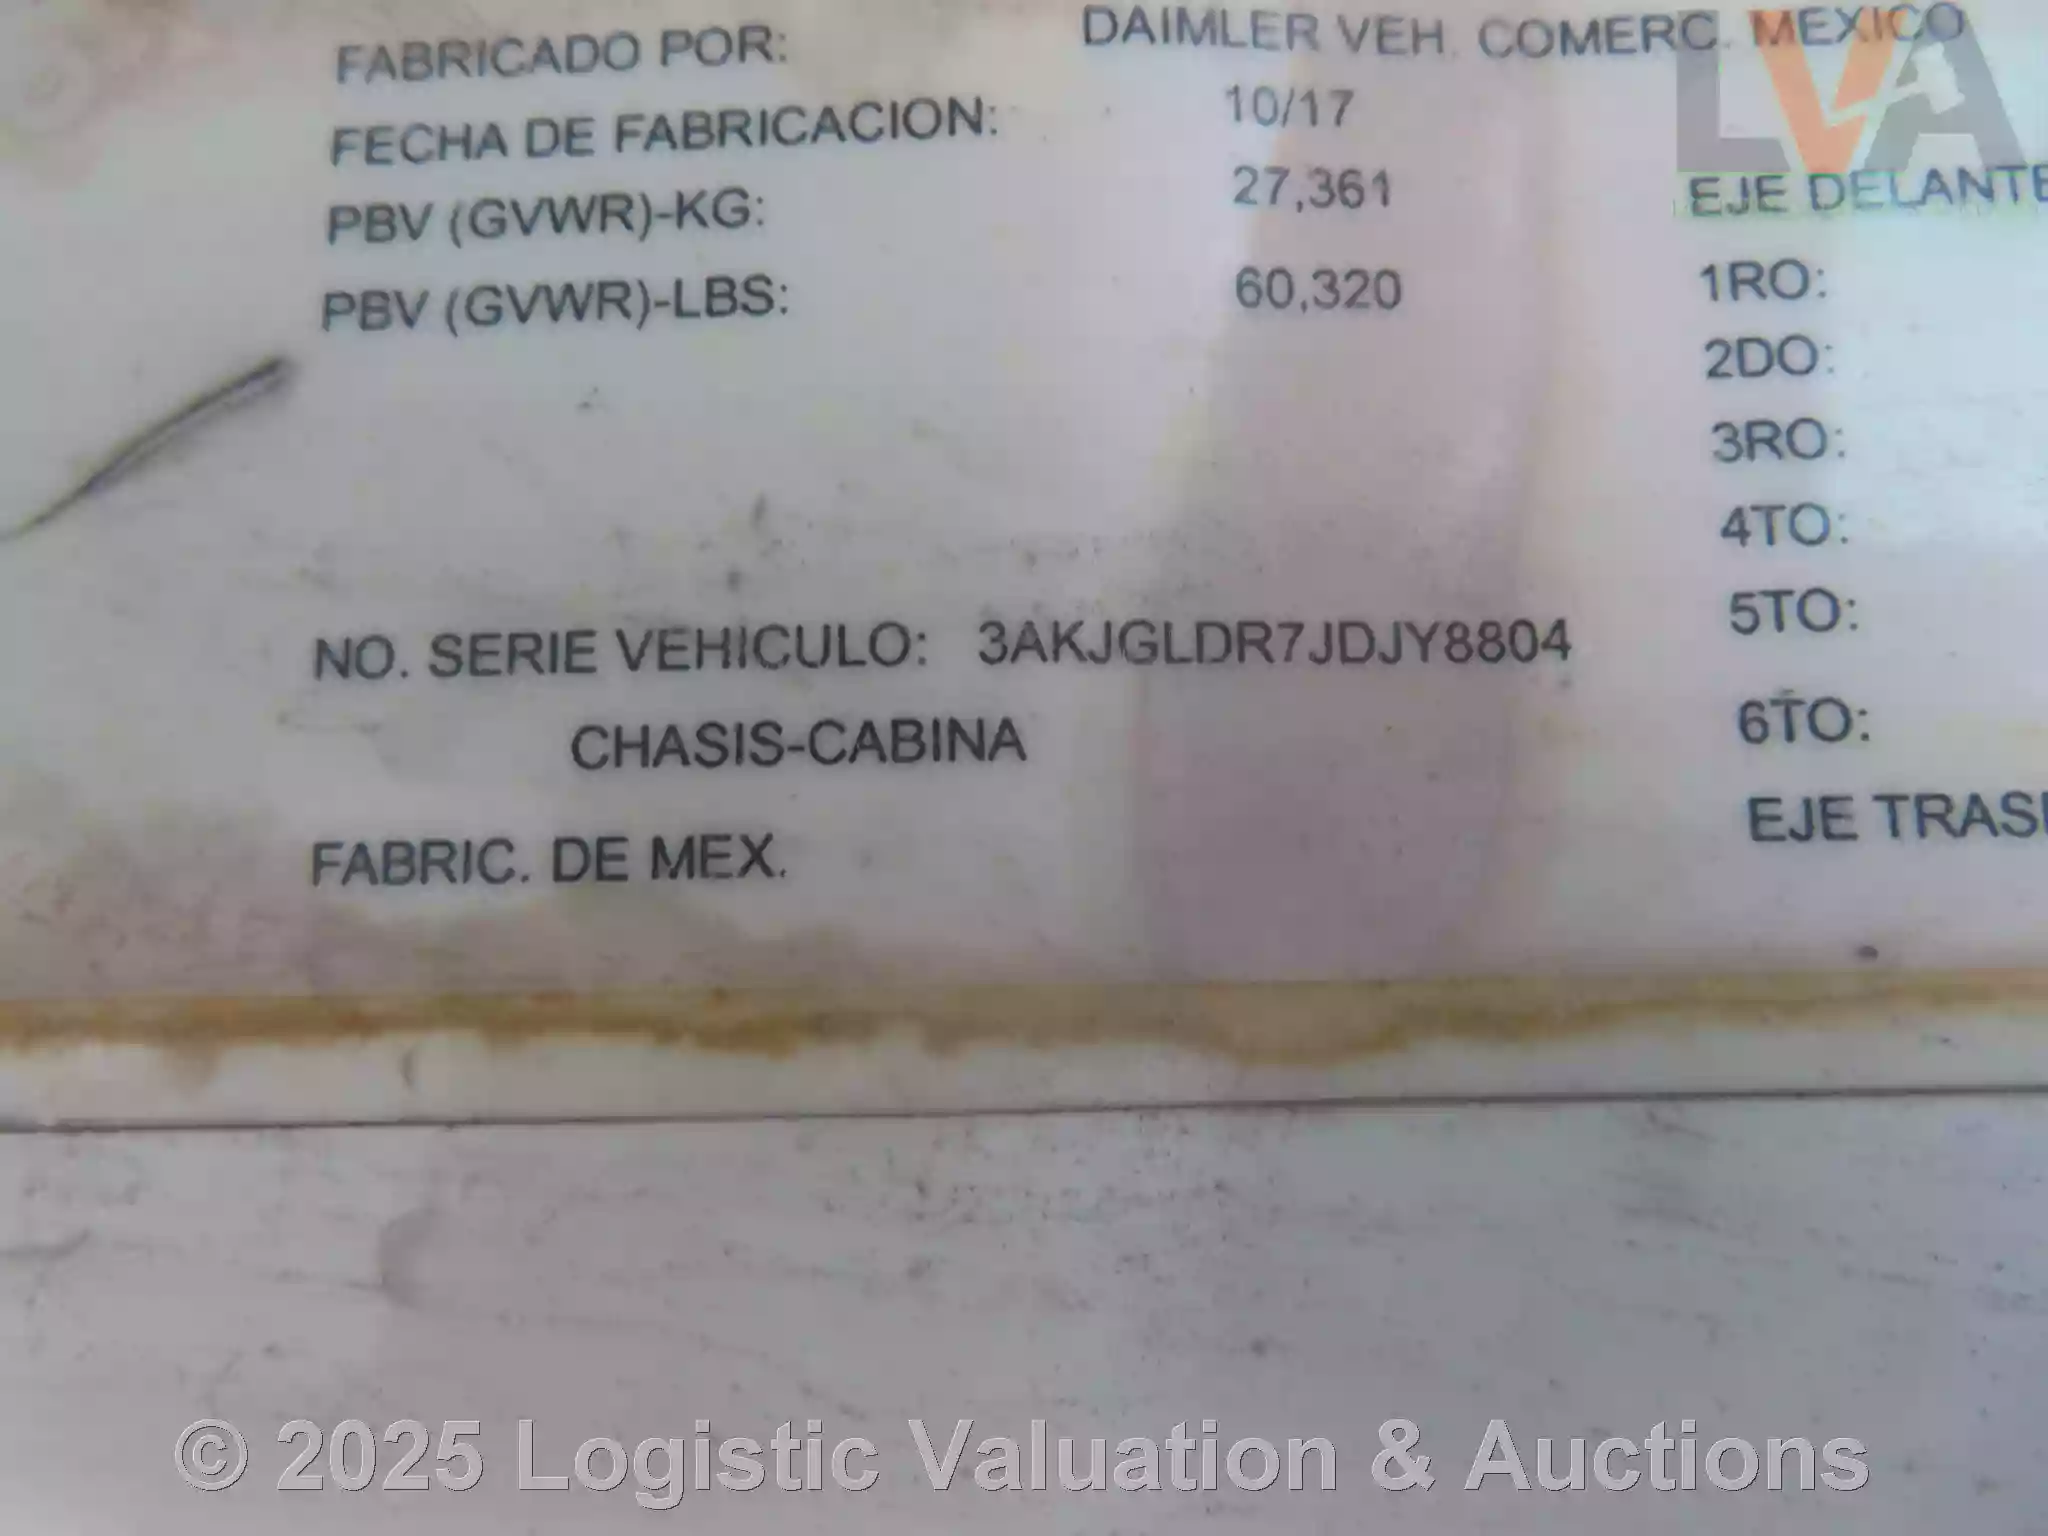 FABRICADO POR: DAIMLER VEH. COMERC. MEXICO
LVA
FECHA DE FABRICACION: 10/17
PBV (GVWR)-KG: 27,361 EJE DELANTE
PBV (GVWR)-LBS: 60,320 1RO:
2DO:
3RO:
4TO:
5TO:
NO. SERIE VEHICULO: 3AKJGLDR7JDJY8804
CHASIS-CABINA 6TO:
FABRIC. DE MEX. EJE TRAS
© 2025 Logistic Valuation & Auctions